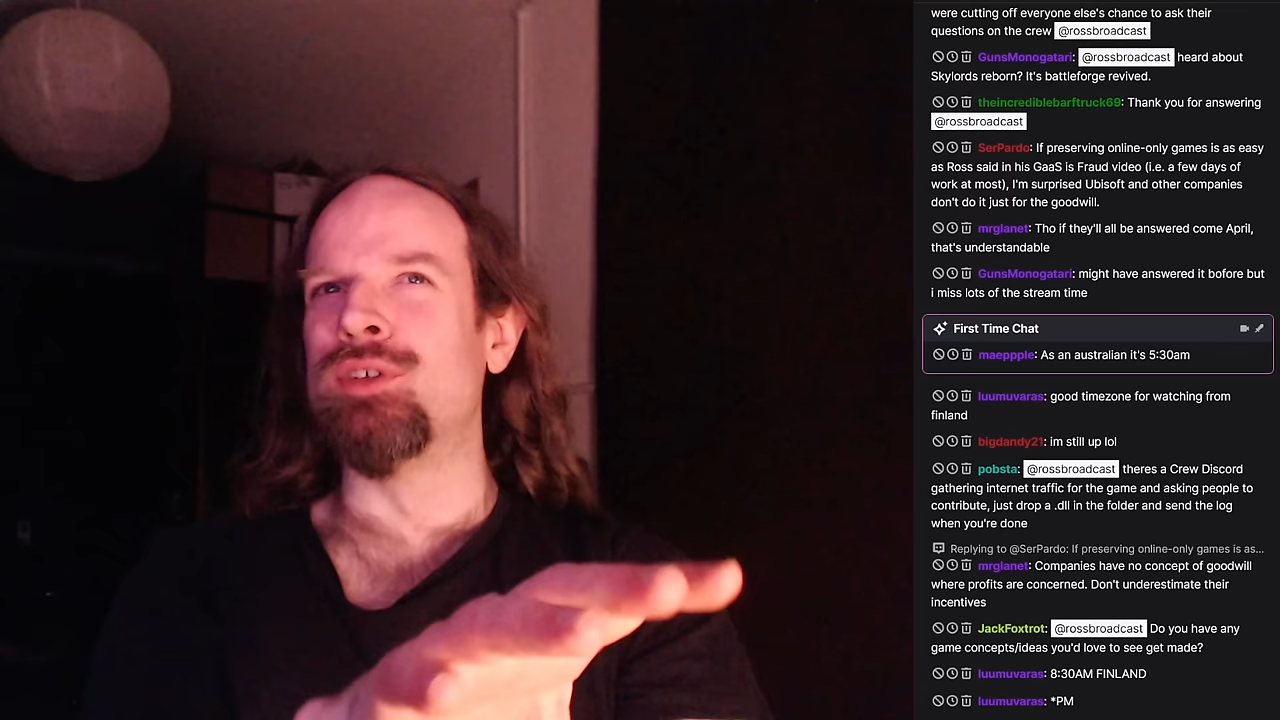 were cutting off everyone else's chance to ask their
questions on the crew @rossbroadcast
GunsMonogatari: @rossbroadcast heard about
Skylords reborn? It's battleforge revived.
theincrediblebarftruck69: Thank you for answering
@rossbroadcast
SerPardo: If preserving online-only games is as easy
as Ross said in his GaaS is Fraud video (i.e. a few days of
work at most), I'm surprised Ubisoft and other companies
don't do it just for the goodwill.
mrglanet: Tho if they'll all be answered come April,
that's understandable
GunsMonogatari: might have answered it bofore but
i miss lots of the stream time
First Time Chat
maeppple: As an australian it's 5:30am
luumuvaras: good timezone for watching from
finland
bigdandy21: im still up lol
pobsta: @rossbroadcast theres a Crew Discord
gathering internet traffic for the game and asking people to
contribute, just drop a .dll in the folder and send the log
when you're done
Replying to @SerPardo: If preserving online-only games is as...
mrglanet: Companies have no concept of goodwill
where profits are concerned. Don't underestimate their
incentives
JackFoxtrot: @rossbroadcast Do you have any
game concepts/ideas you'd love to see get made?
luumuvaras: 8:30AM FINLAND
luumuvaras: *PM